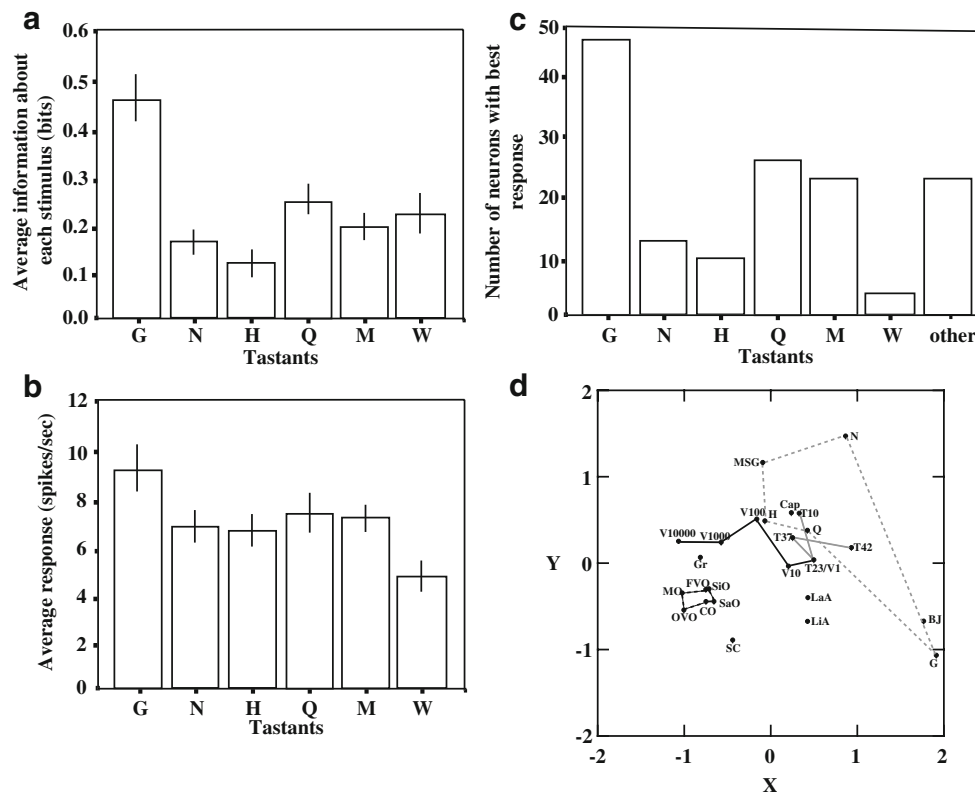 a
Average information about
each stimulus (bits)
0.6
0.5
0.4
0.3
0.2
0.1
0.0
G N H Q M W
Tastants
b
Average response (spikes/sec)
12
10
8
6
4
2
0
G N H Q M W
Tastants
c
Number of neurons with best
response
50
40
50
20
10
0
G N H Q M W other
Tastants
d
Y
2
1
0
-1
-2
-2 -1 0 1 2
X
N
MSG
Cap
T10
V100
H
Q
V10000
V1000
T37
T42
Gr
V10
T23/V1
FVO
SiO
MO
LaA
CO
SaO
OVO
LiA
BJ
SC
G